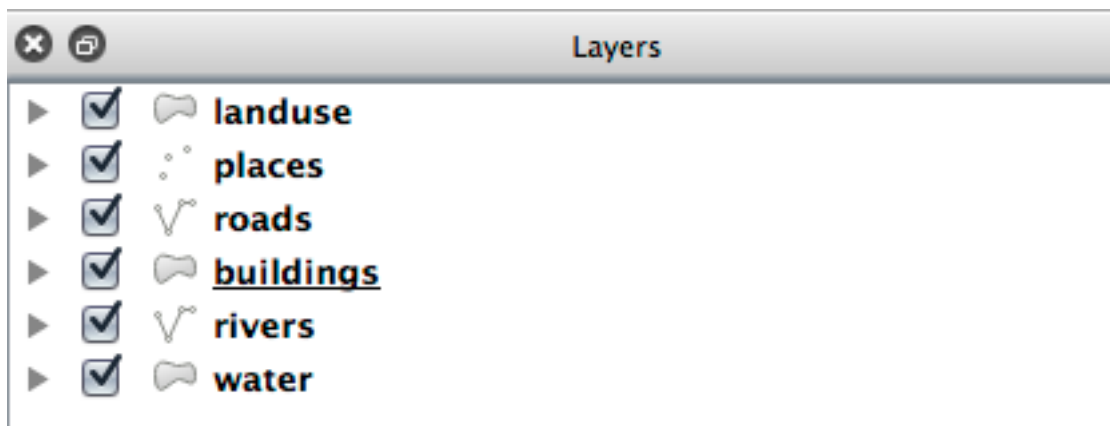 Layers
landuse
places
roads
buildings
rivers
water